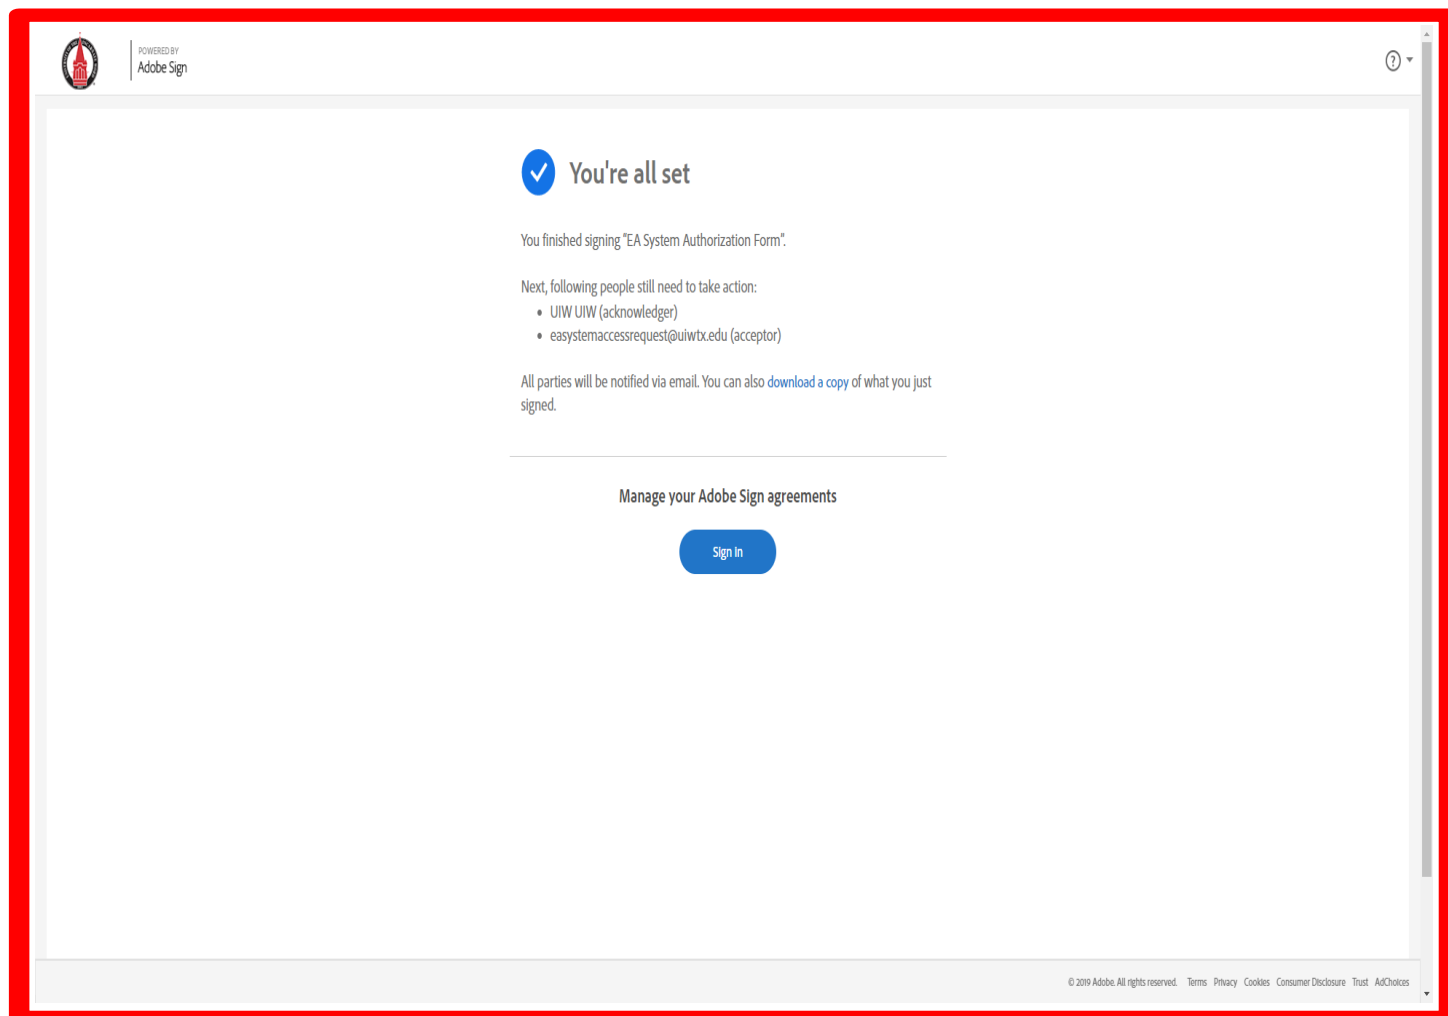 POWERED BY
Adobe Sign
?
You're all set
You finished signing "EA System Authorization Form".
Next, following people still need to take action:
• UIW UIW (acknowledger)
• easystemaccessrequest@uiwtx.edu (acceptor)
All parties will be notified via email. You can also download a copy of what you just
signed.
Manage your Adobe Sign agreements
Sign In
© 2019 Adobe. All rights reserved. Terms Privacy Cookies Consumer Disclosure Trust AdChoices